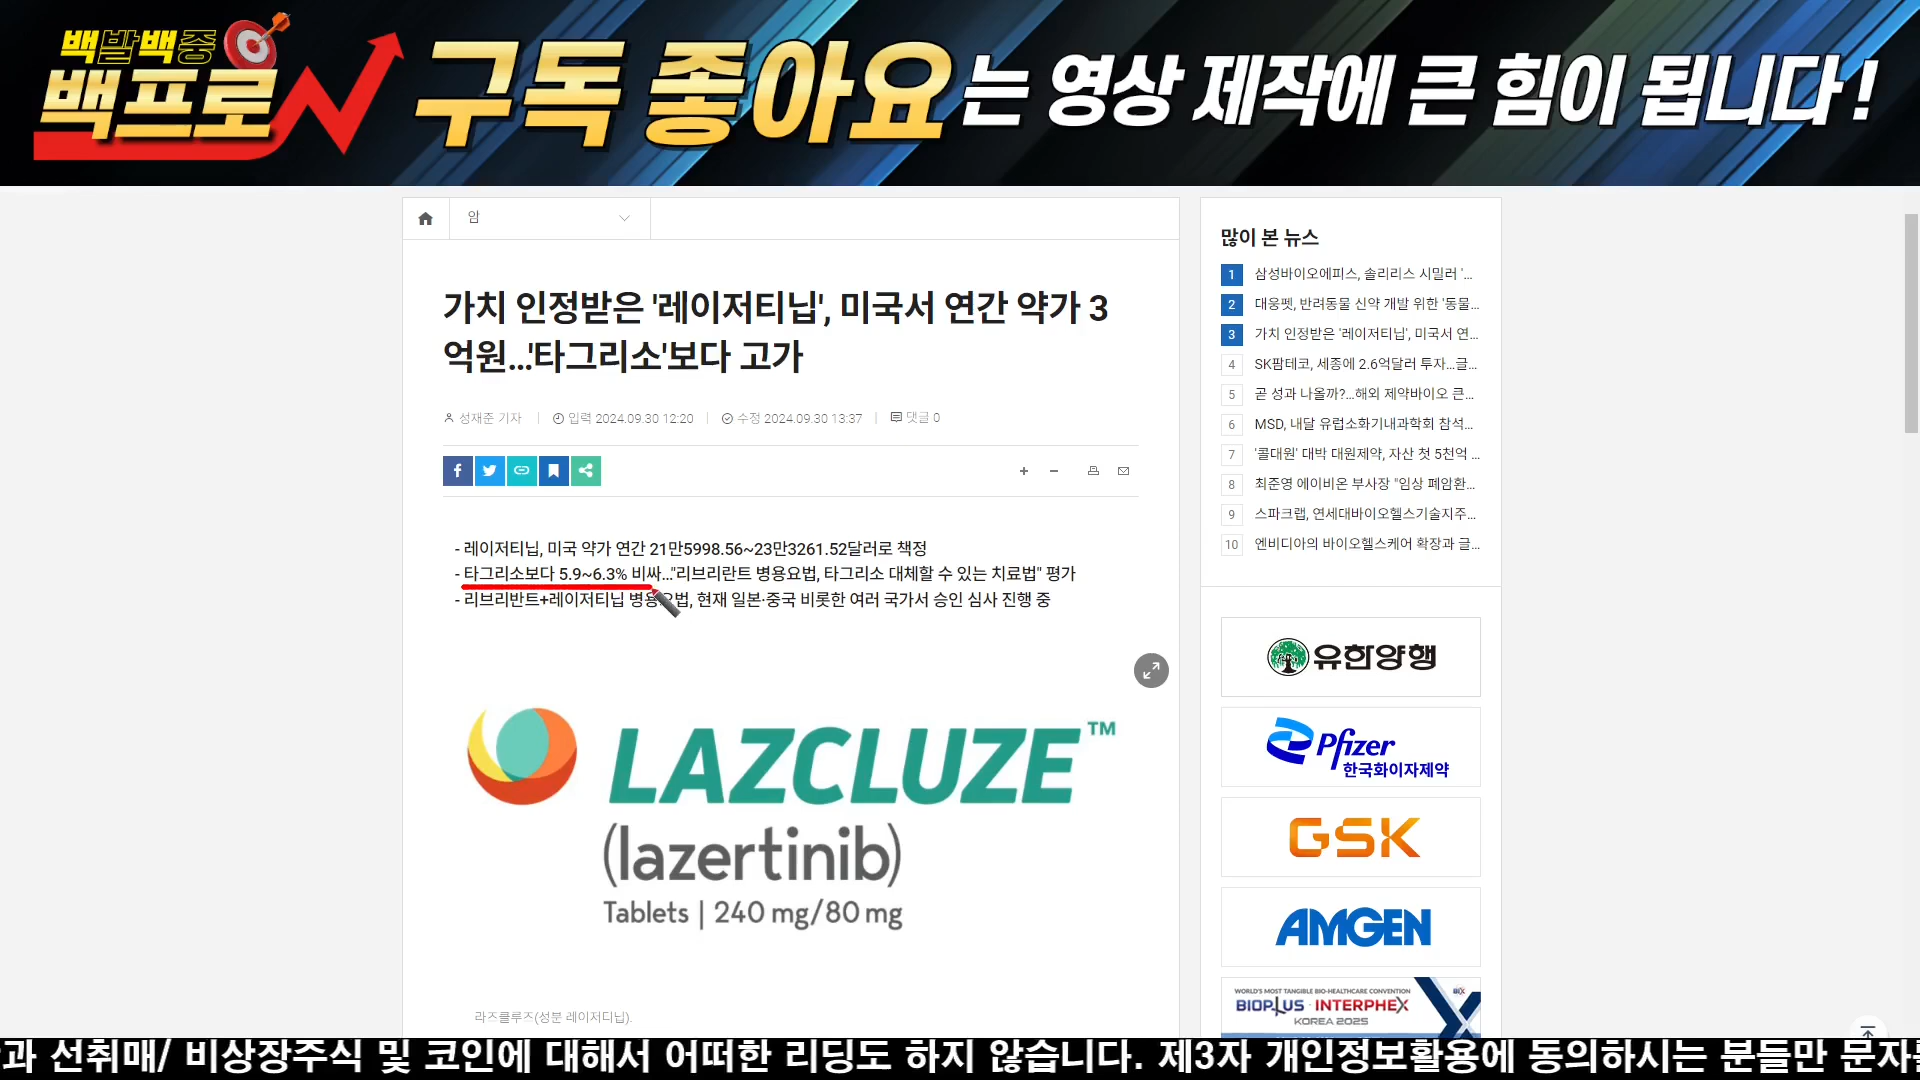 백발백중
백프로
구독 좋아요는 영상 제작에 큰 힘이 됩니다!
암
가치 인정받은 '레이저티닙', 미국서 연간 약가 3
억원…'타그리소'보다 고가
성재준 기자
입력 2024.09.30 12:20
수정 2024.09.30 13:37
댓글 0
- 레이저티닙, 미국 약가 연간 21만5998.56~23만3261.52달러로 책정
- 타그리소보다 5.9~6.3% 비싸…"리브리란트 병용요법, 타그리소 대체할 수 있는 치료법" 평가
- 리브리반트+레이저티닙 병용요법, 현재 일본·중국 비롯한 여러 국가서 승인 심사 진행 중
LAZCLUZE™
(lazertinib)
Tablets | 240 mg/80 mg
라즈클루즈(성분 레이저티닙).
많이 본 뉴스
1 삼성바이오에피스, 솔리리스 시밀러 '...
2 대웅펫, 반려동물 신약 개발 위한 '동물...
3 가치 인정받은 '레이저티닙', 미국서 연...
4 SK팜테코, 세종에 2.6억달러 투자…글...
5 곧 성과 나올까?…해외 제약바이오 큰...
6 MSD, 내달 유럽소화기내과학회 참석...
7 '콜대원' 대박 대원제약, 자산 첫 5천억 ...
8 최준영 에이비온 부사장 "임상 폐암환...
9 스파크랩, 연세대바이오헬스기술지주...
10 엔비디아의 바이오헬스케어 확장과 글...
유한양행
Pfizer
한국화이자제약
GSK
AMGEN
WORLD'S MOST TANGIBLE BIO-HEALTHCARE CONVENTION
BIX
BIOPLUS · INTERPHEX
KOREA 2025
과 선취매/ 비상장주식 및 코인에 대해서 어떠한 리딩도 하지 않습니다. 제3자 개인정보활용에 동의하시는 분들만 문자를